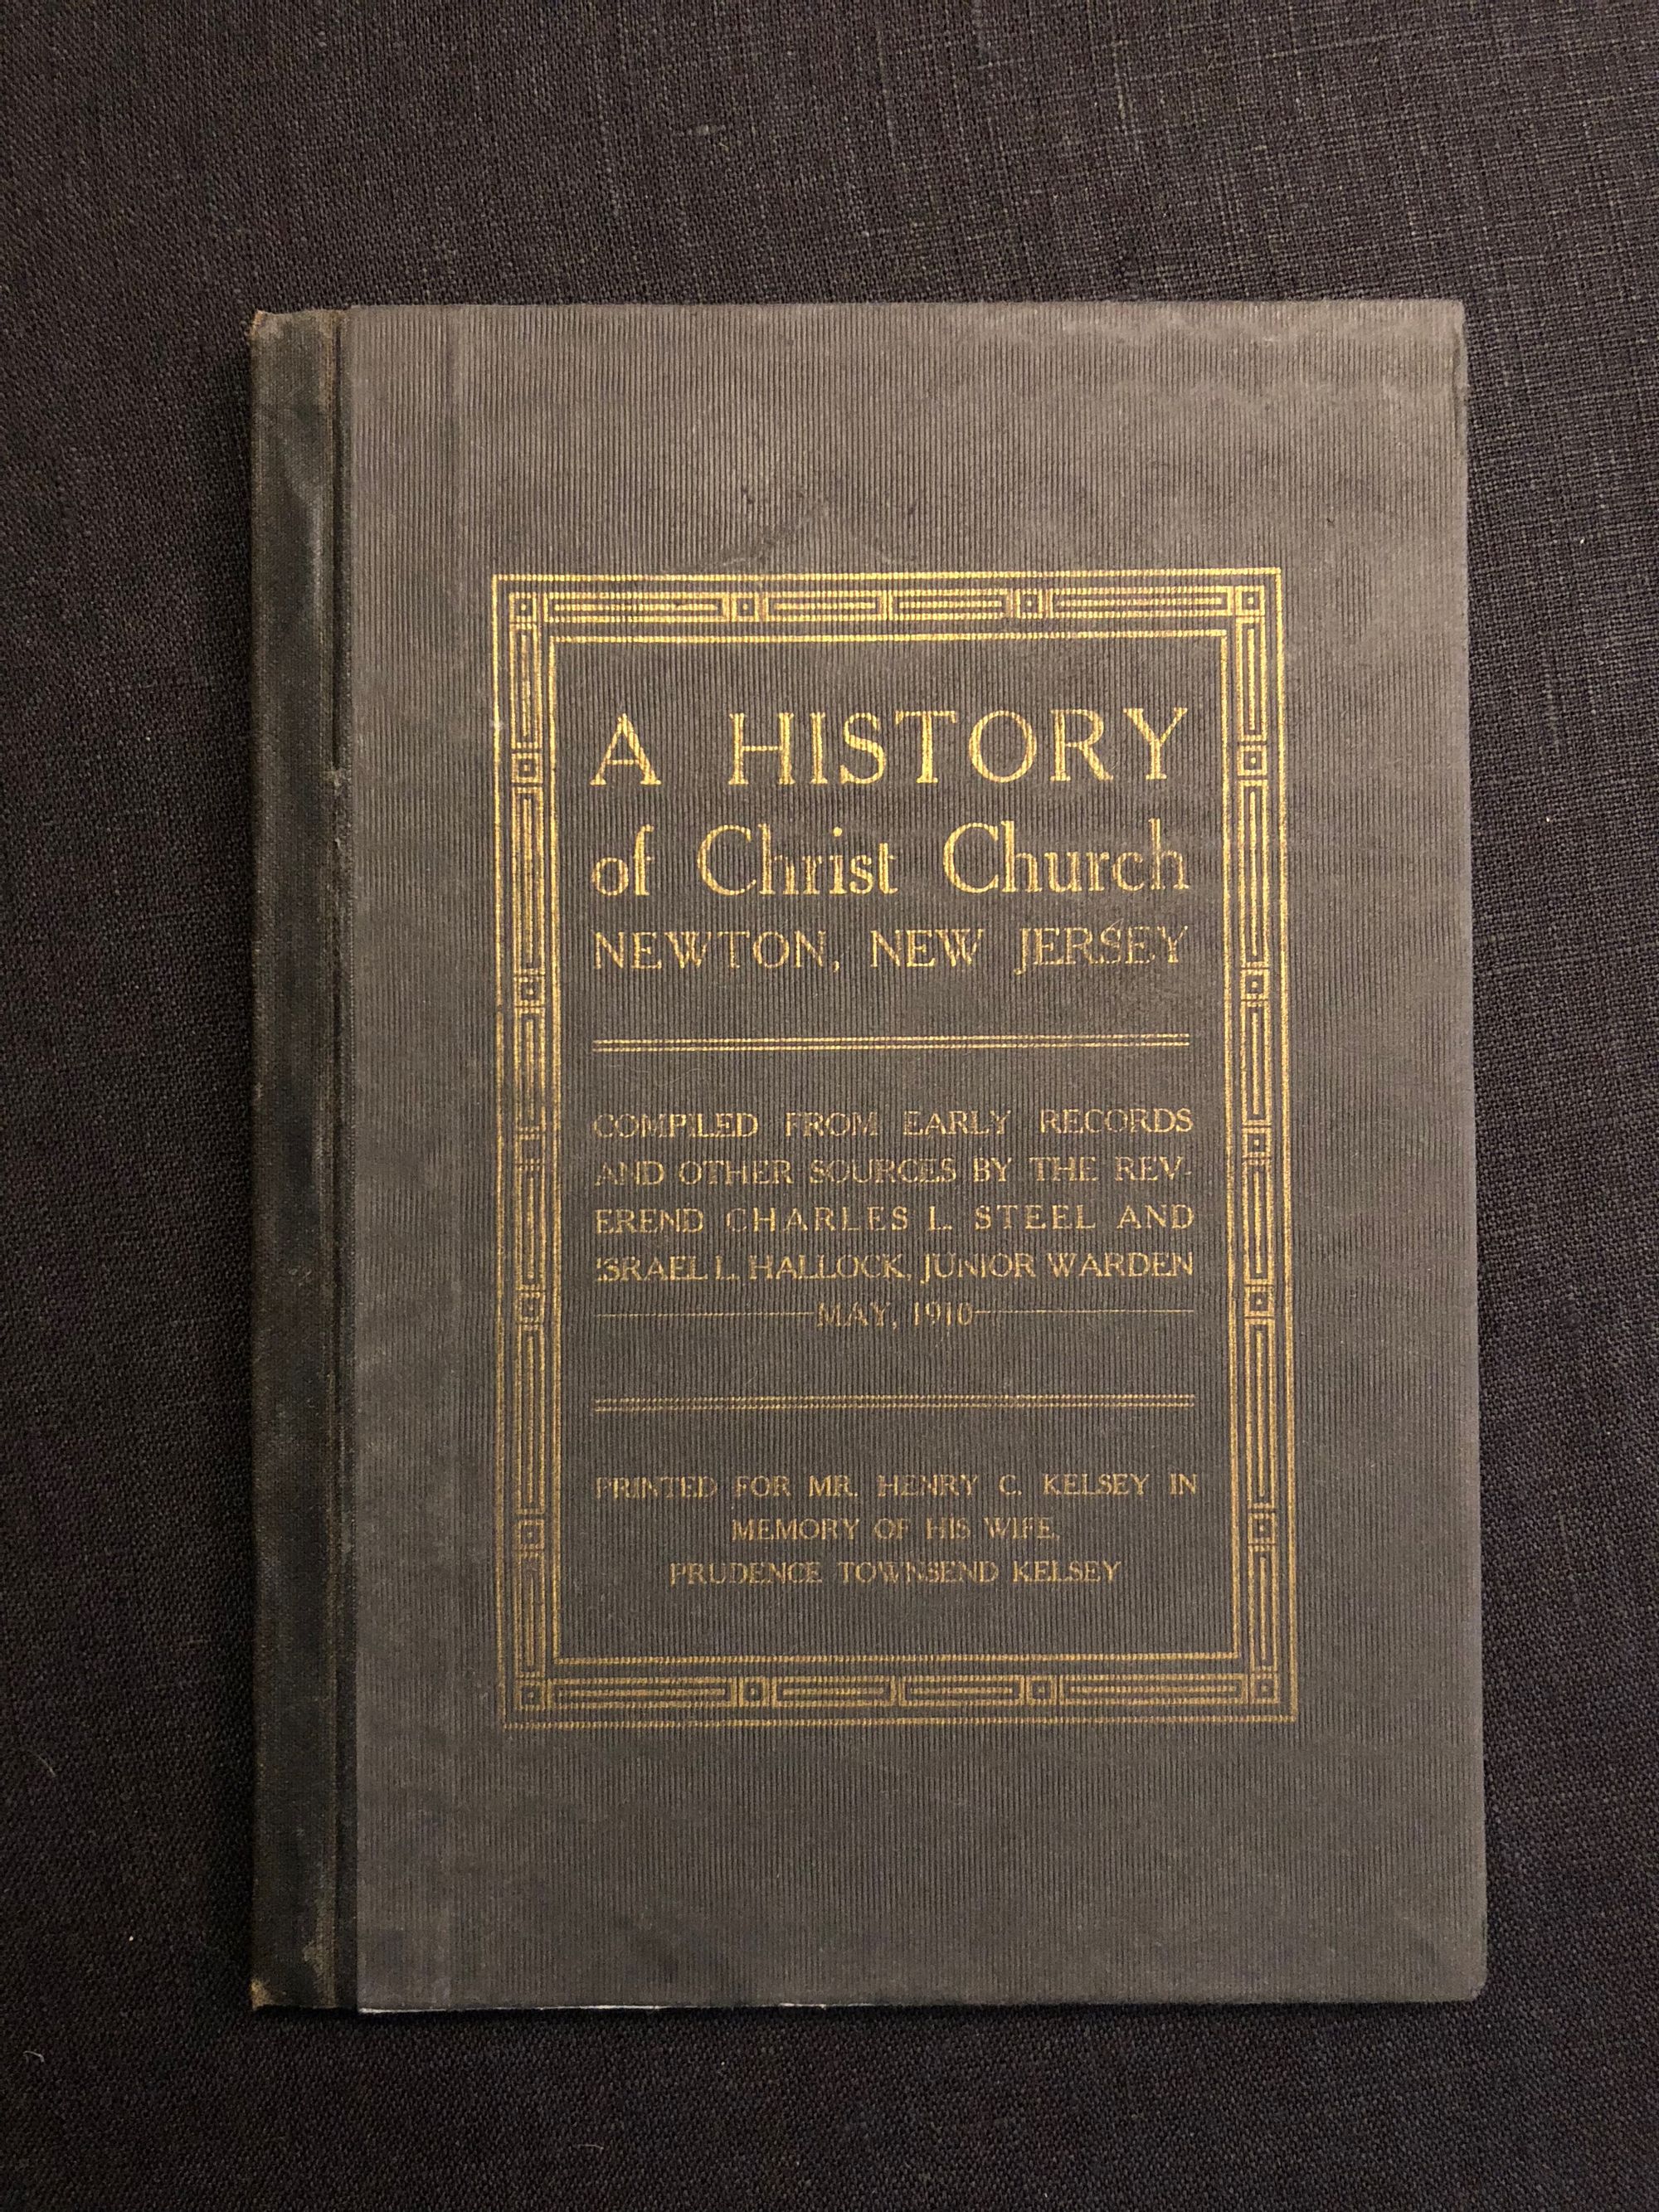 A HISTORY
of Christ Church
NEWTON, NEW JERSEY
COMPILED FROM EARLY RECORDS
AND OTHER SOURCES BY THE REV-
EREND CHARLES L. STEEL AND
ISRAEL L. HALLOCK, JUNIOR WARDEN
MAY, 1910
PRINTED FOR MR. HENRY C. KELSEY IN
MEMORY OF HIS WIFE,
PRUDENCE TOWNSEND KELSEY